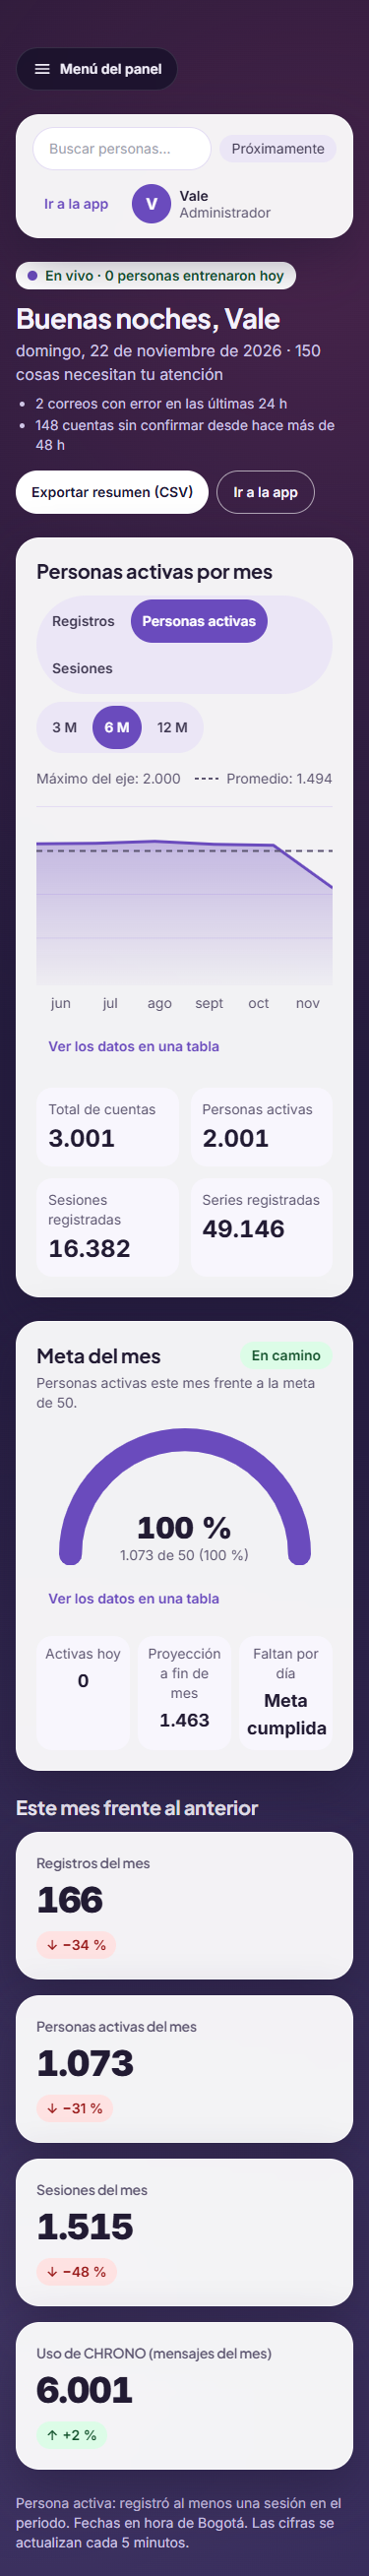 Menú del panel
Buscar personas...
Próximamente
Ir a la app
V
Vale
Administrador
En vivo · 0 personas entrenaron hoy
Buenas noches, Vale
domingo, 22 de noviembre de 2026 · 150
cosas necesitan tu atención
• 2 correos con error en las últimas 24 h
• 148 cuentas sin confirmar desde hace más de
48 h
Exportar resumen (CSV)
Ir a la app
Personas activas por mes
Registros
Personas activas
Sesiones
3 M
6 M
12 M
Máximo del eje: 2.000
Promedio: 1.494
jun
jul
ago
sept
oct
nov
Ver los datos en una tabla
Total de cuentas
3.001
Personas activas
2.001
Sesiones
registradas
16.382
Series registradas
49.146
Meta del mes
En camino
Personas activas este mes frente a la meta
de 50.
100 %
1.073 de 50 (100 %)
Ver los datos en una tabla
Activas hoy
0
Proyección
a fin de
mes
1.463
Faltan por
día
Meta
cumplida
Este mes frente al anterior
Registros del mes
166
↓ −34 %
Personas activas del mes
1.073
↓ −31 %
Sesiones del mes
1.515
↓ −48 %
Uso de CHRONO (mensajes del mes)
6.001
↑ +2 %
Persona activa: registró al menos una sesión en el
periodo. Fechas en hora de Bogotá. Las cifras se
actualizan cada 5 minutos.